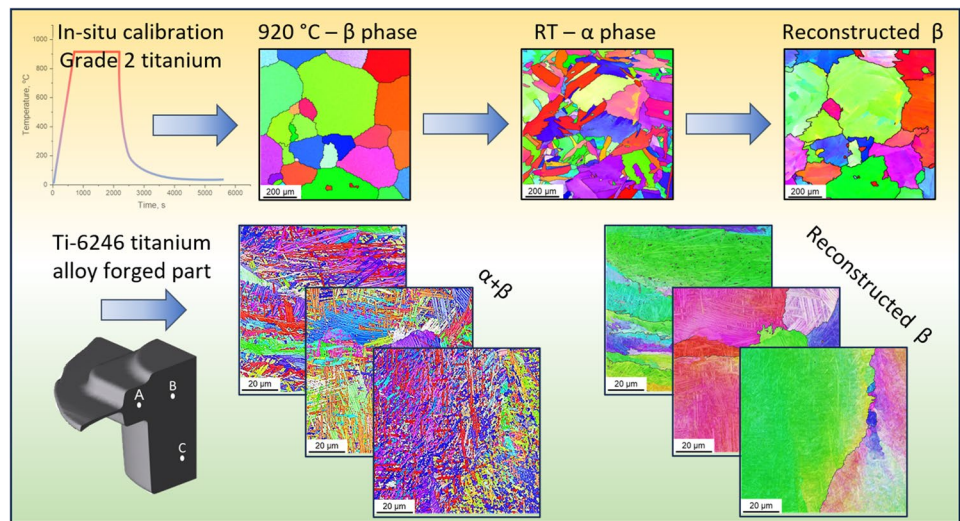 In-situ calibration
Grade 2 titanium
920 °C – β phase
RT – α phase
Reconstructed β
1000
800
600
400
200
0
Temperature, °C
0 1000 2000 3000 4000 5000 6000
Time, s
200 µm
200 µm
200 µm
Ti-6246 titanium
alloy forged part
A
B
C
α+β
20 µm
20 µm
20 µm
Reconstructed β
20 µm
20 µm
20 µm